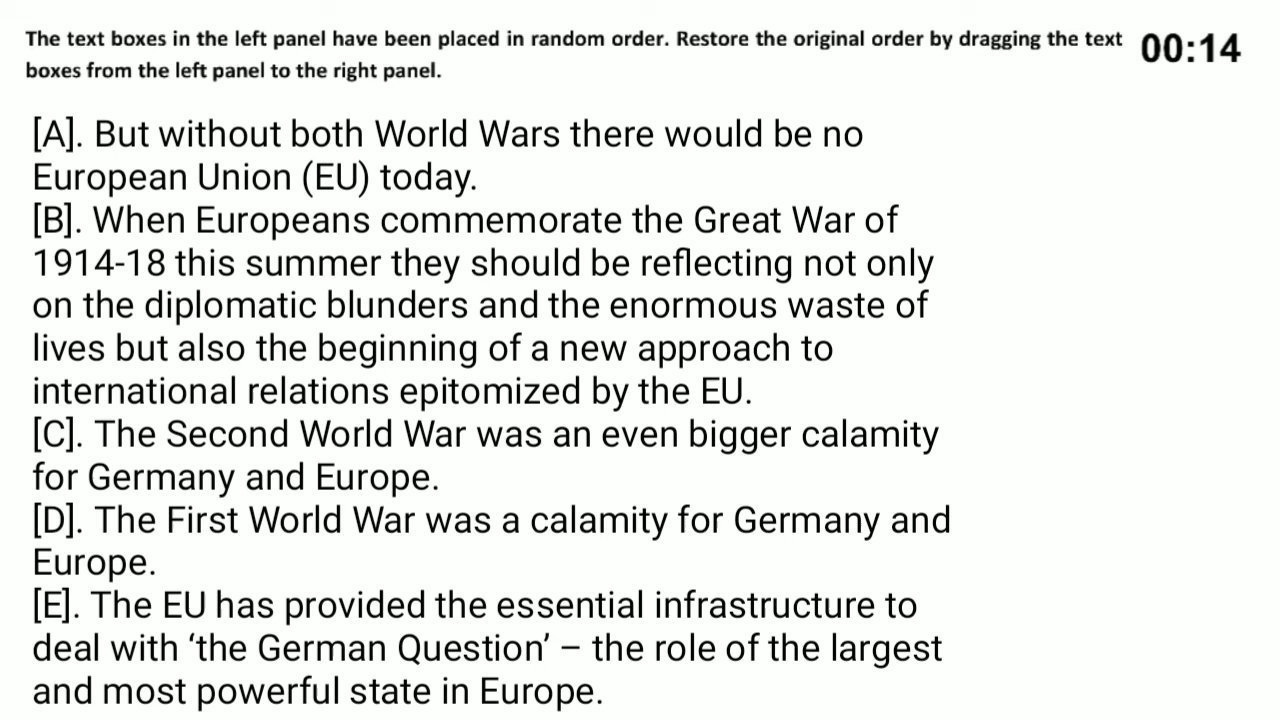 The text boxes in the left panel have been placed in random order. Restore the original order by dragging the text
boxes from the left panel to the right panel.
00:14
[A]. But without both World Wars there would be no
European Union (EU) today.
[B]. When Europeans commemorate the Great War of
1914-18 this summer they should be reflecting not only
on the diplomatic blunders and the enormous waste of
lives but also the beginning of a new approach to
international relations epitomized by the EU.
[C]. The Second World War was an even bigger calamity
for Germany and Europe.
[D]. The First World War was a calamity for Germany and
Europe.
[E]. The EU has provided the essential infrastructure to
deal with ‘the German Question’ – the role of the largest
and most powerful state in Europe.